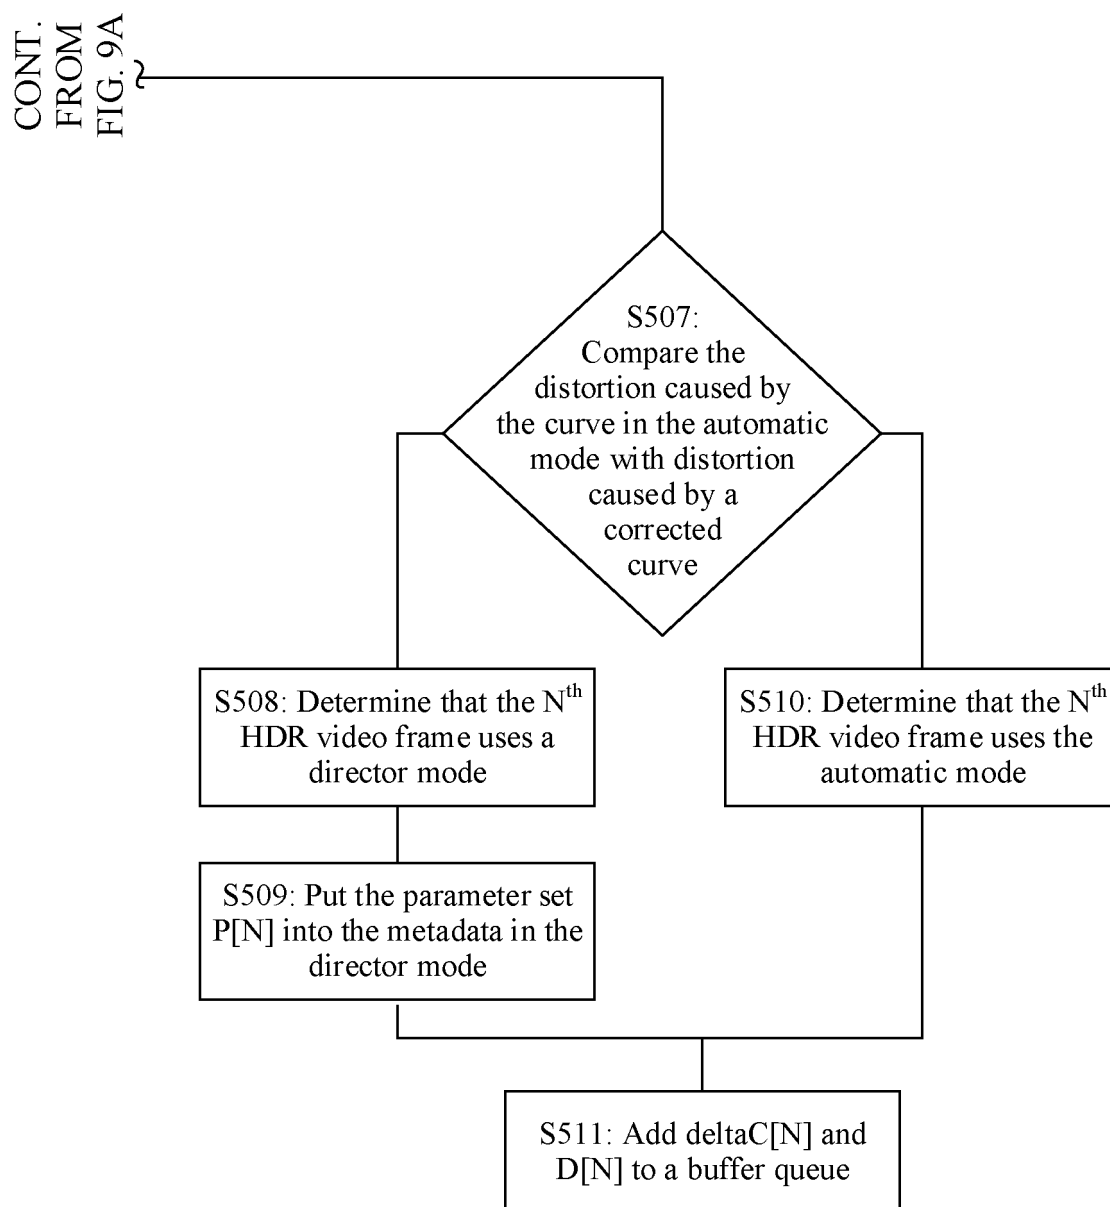 CONT.
FROM
FIG. 9A
S507:
Compare the
distortion caused by
the curve in the automatic
mode with distortion
caused by a
corrected
curve
S508: Determine that the Nth
HDR video frame uses a
director mode
S510: Determine that the Nth
HDR video frame uses the
automatic mode
S509: Put the parameter set
P[N] into the metadata in the
director mode
S511: Add deltaC[N] and
D[N] to a buffer queue